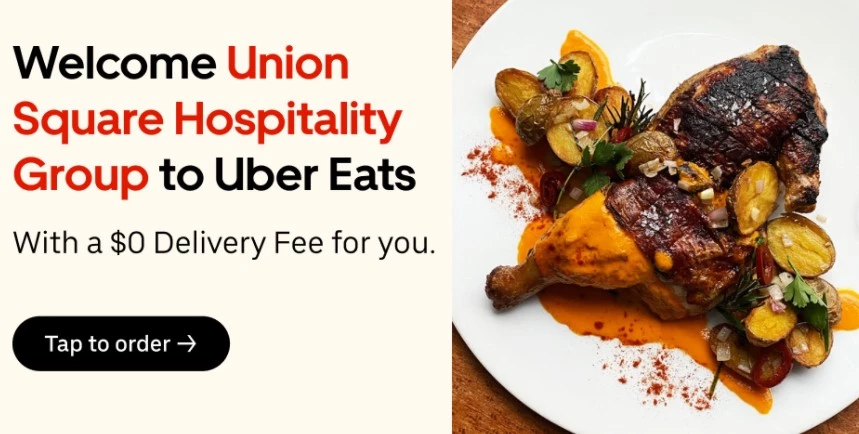 Welcome Union
Square Hospitality
Group to Uber Eats
With a $0 Delivery Fee for you.
Tap to order →